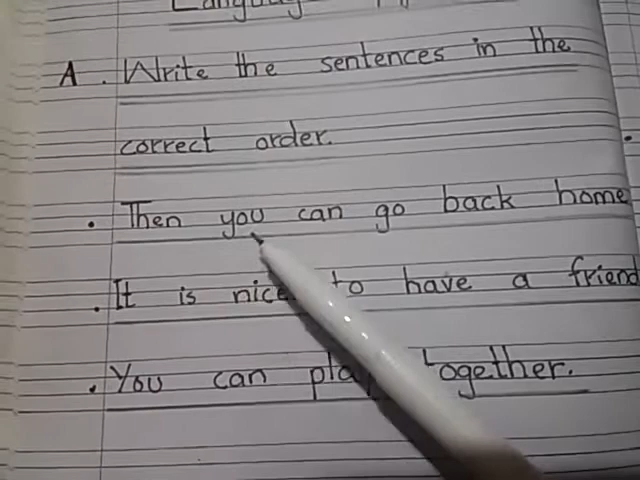 Language
A. Write the sentences in the
correct order.
. Then you can go back home
. It is nice to have a friend
. You can play together.